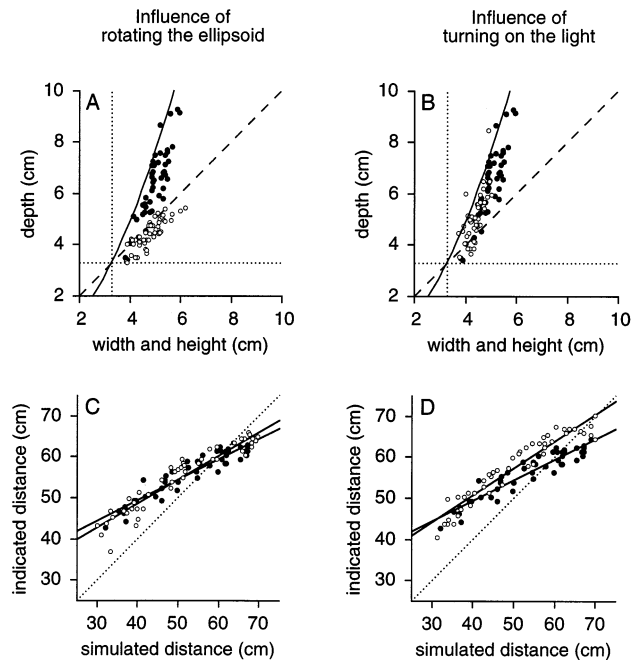 Influence of
rotating the ellipsoid
Influence of
turning on the light
A
10
8
6
4
2
depth (cm)
2 4 6 8 10
width and height (cm)
B
10
8
6
4
2
depth (cm)
2 4 6 8 10
width and height (cm)
C
70
60
50
40
30
indicated distance (cm)
30 40 50 60 70
simulated distance (cm)
D
70
60
50
40
30
indicated distance (cm)
30 40 50 60 70
simulated distance (cm)